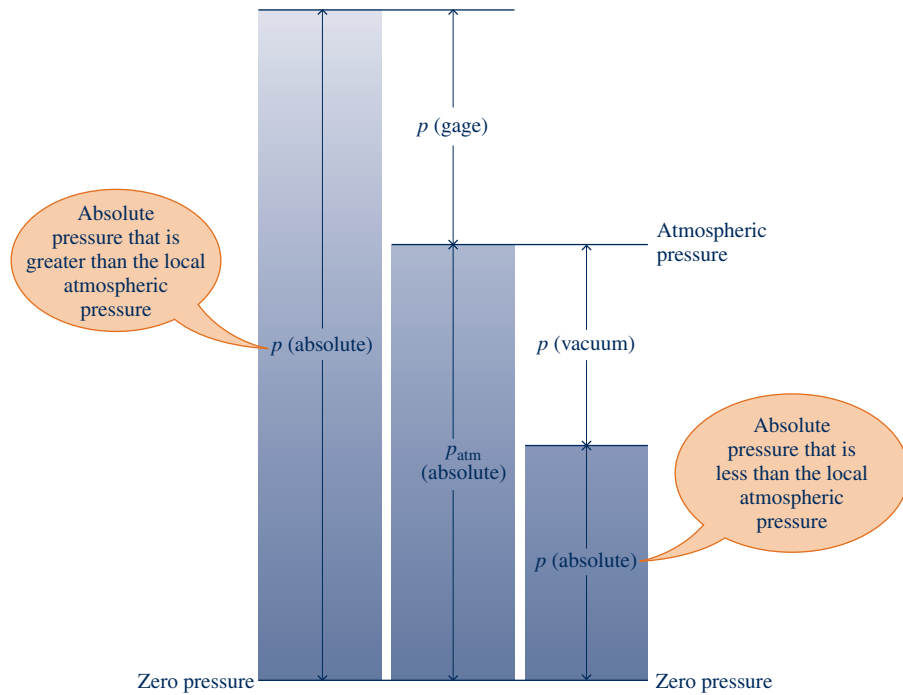 p (gage)
Absolute
pressure that is
greater than the local
atmospheric
pressure
Atmospheric
pressure
p (absolute)
p (vacuum)
Absolute
pressure that is
less than the local
atmospheric
pressure
patm
(absolute)
p (absolute)
Zero pressure
Zero pressure